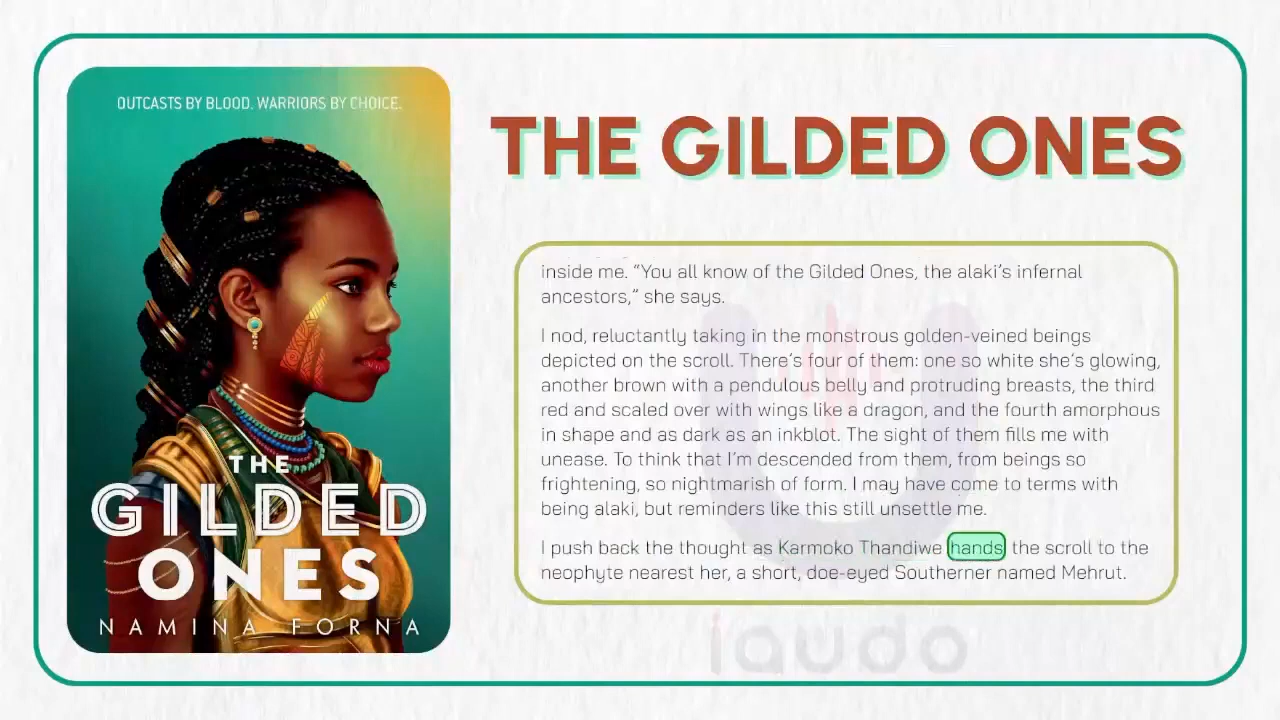 OUTCASTS BY BLOOD. WARRIORS BY CHOICE.
THE
GILDED
ONES
NAMINA FORNA
THE GILDED ONES
inside me. “You all know of the Gilded Ones, the alaki’s infernal
ancestors,” she says.
I nod, reluctantly taking in the monstrous golden-veined beings
depicted on the scroll. There’s four of them: one so white she’s glowing,
another brown with a pendulous belly and protruding breasts, the third
red and scaled over with wings like a dragon, and the fourth amorphous
in shape and as dark as an inkblot. The sight of them fills me with
unease. To think that I’m descended from them, from beings so
frightening, so nightmarish of form. I may have come to terms with
being alaki, but reminders like this still unsettle me.
I push back the thought as Karmoko Thandiwe hands the scroll to the
neophyte nearest her, a short, doe-eyed Southerner named Mehrut.
iaudo